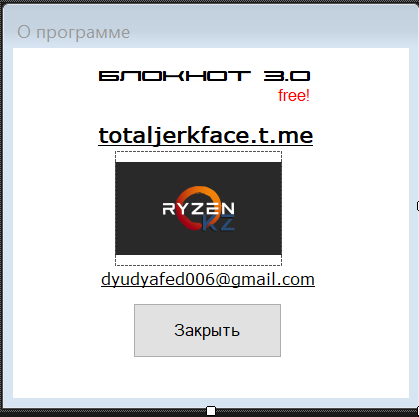 О программе
БЛОКНОТ 3.0
free!
totaljerkface.t.me
RYZEN
KZ
dyudyafed006@gmail.com
Закрыть